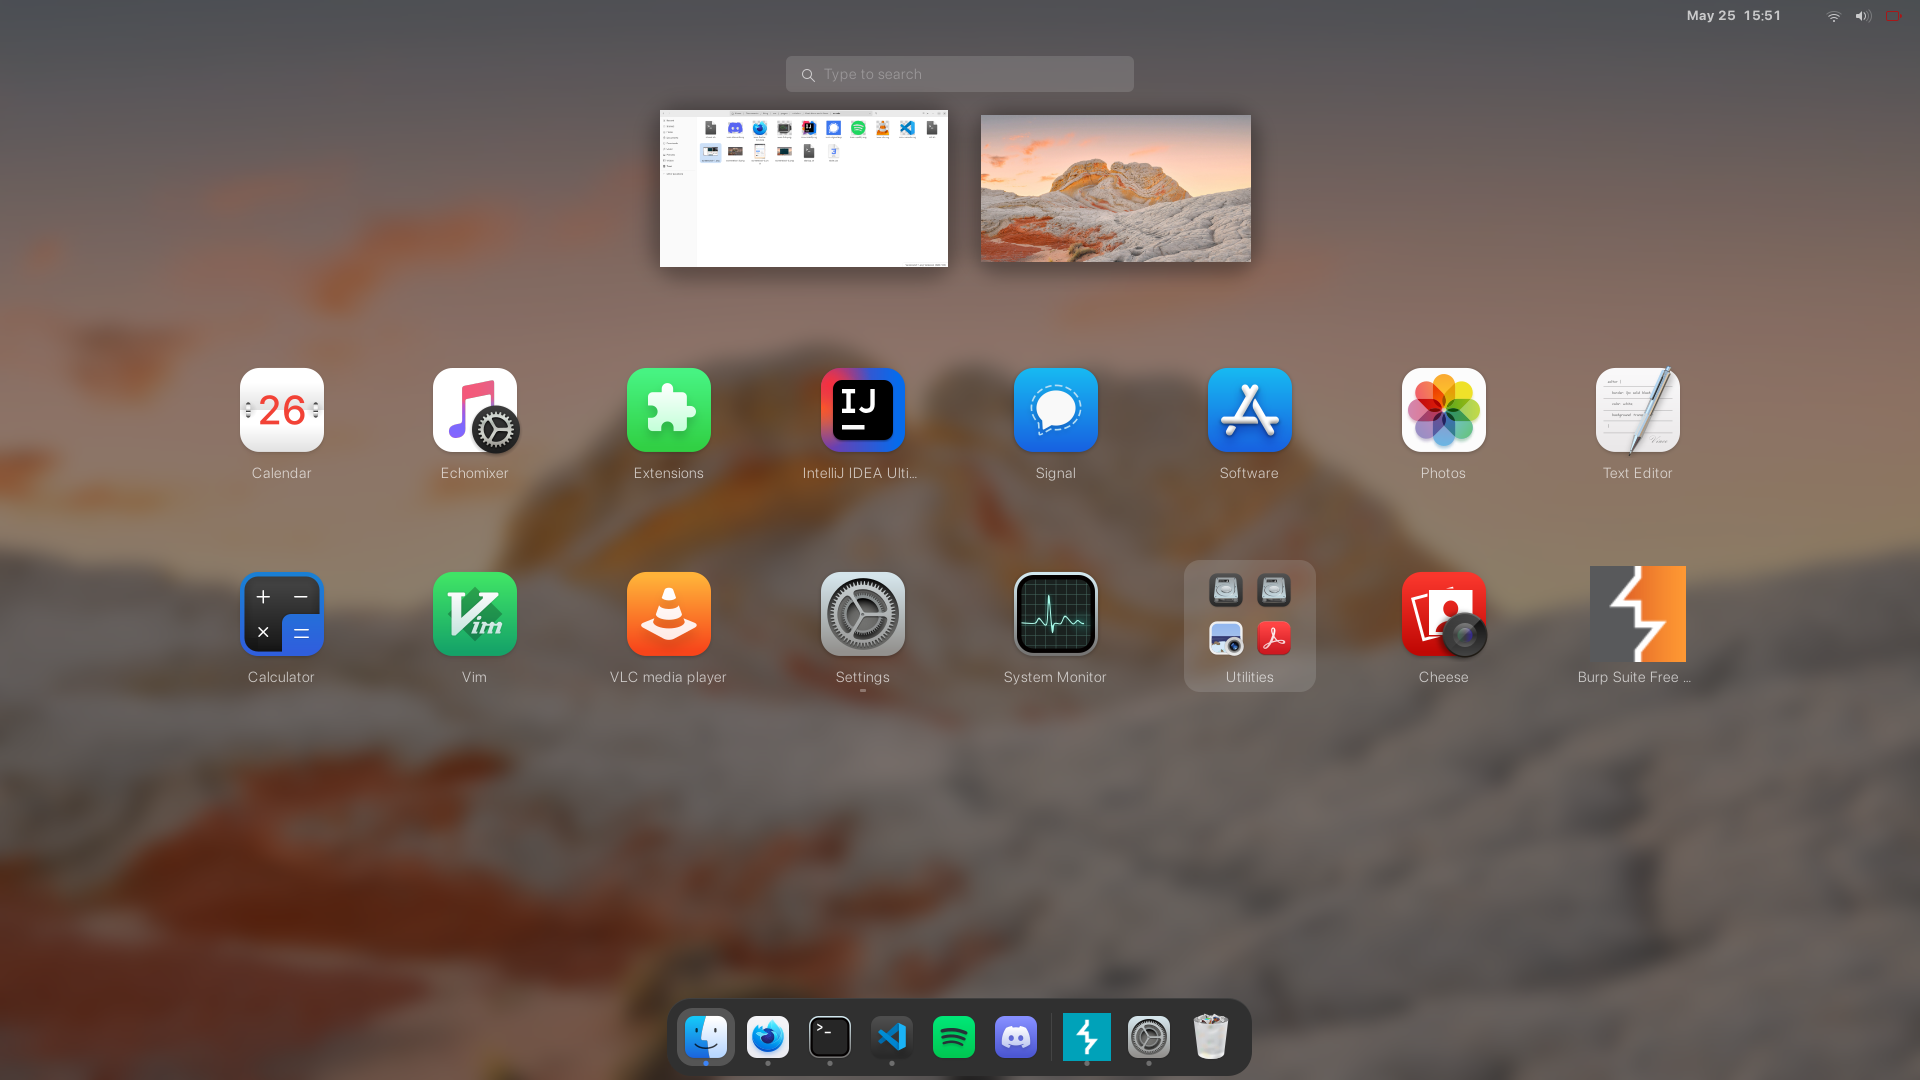 May 25 15:51
Type to search
26
Calendar
Echomixer
Extensions
IJ
IntelliJ IDEA Ulti...
Signal
Software
Photos
Text Editor
Calculator
Vim
Vim
VLC media player
Settings
System Monitor
Utilities
Cheese
Burp Suite Free ...
>_